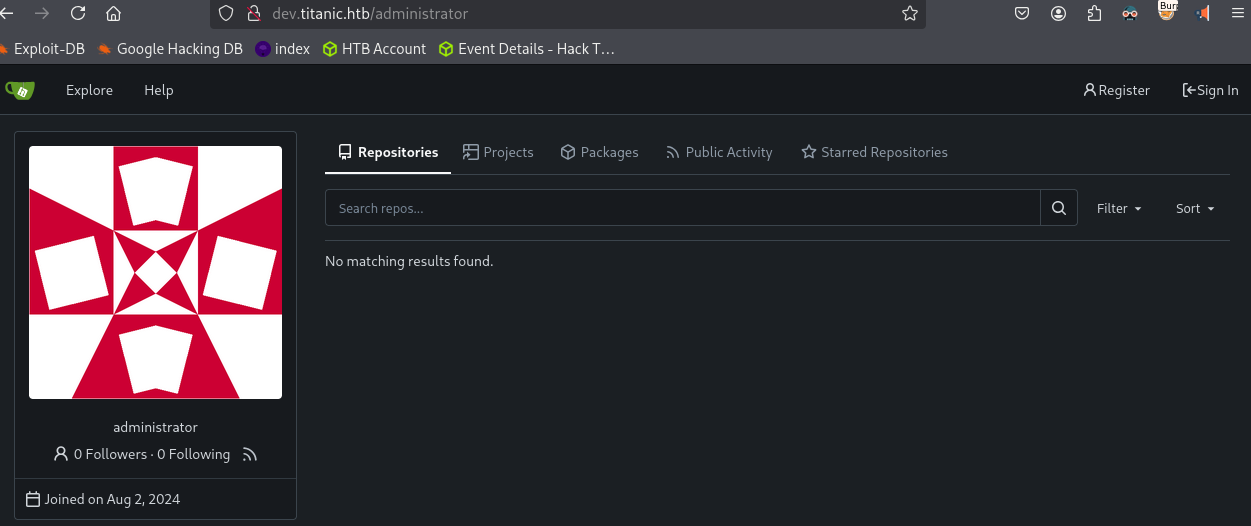 dev.titanic.htb/administrator
Exploit-DB Google Hacking DB index HTB Account Event Details - Hack T…
Explore Help Register Sign In
Repositories Projects Packages Public Activity Starred Repositories
Search repos... Filter Sort
No matching results found.
administrator
0 Followers · 0 Following
Joined on Aug 2, 2024